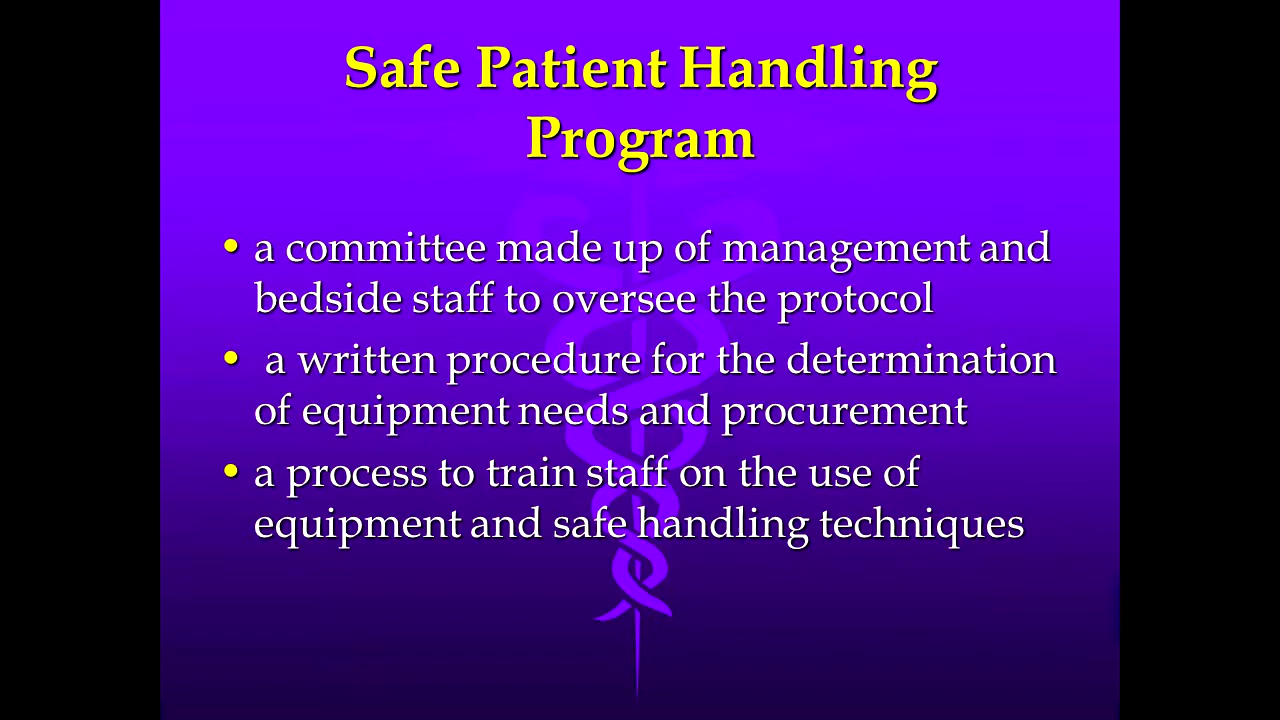 Safe Patient Handling
Program
• a committee made up of management and
bedside staff to oversee the protocol
• a written procedure for the determination
of equipment needs and procurement
• a process to train staff on the use of
equipment and safe handling techniques